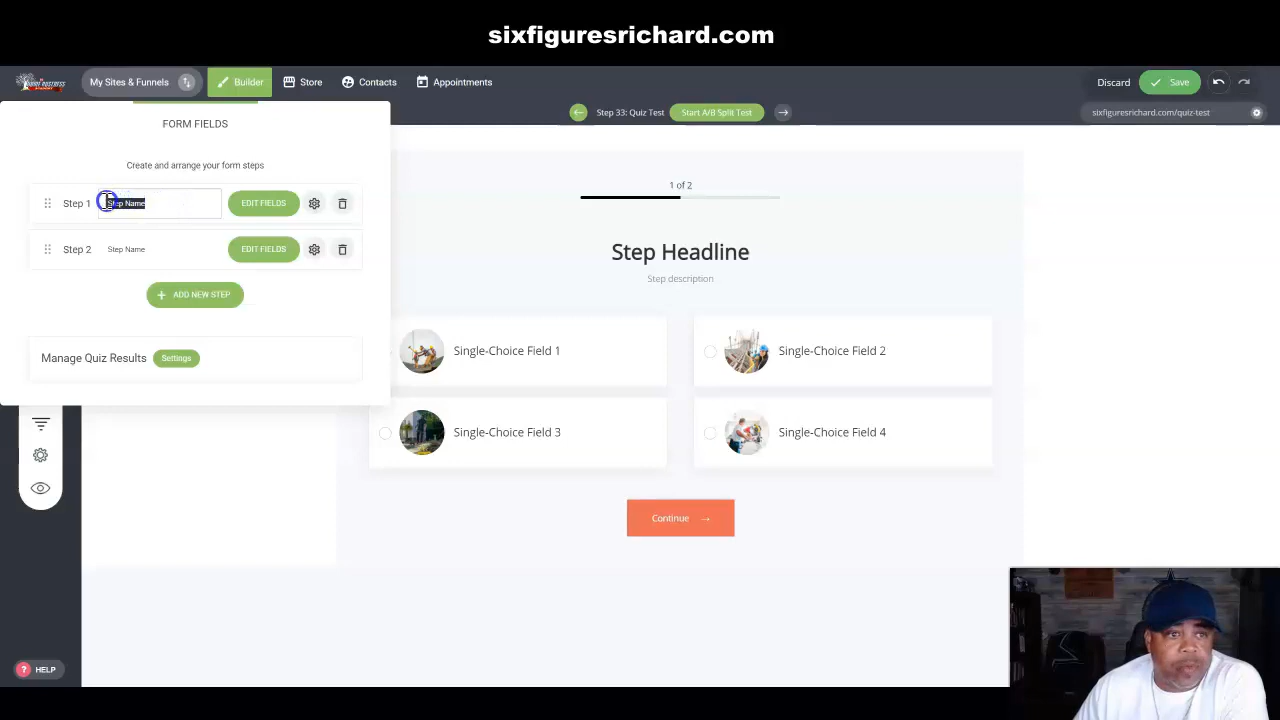 sixfiguresrichard.com
My Sites & Funnels
Builder
Store
Contacts
Appointments
Discard
Save
Step 33: Quiz Test
Start A/B Split Test
sixfiguresrichard.com/quiz-test
FORM FIELDS
Create and arrange your form steps
Step 1
Step Name
EDIT FIELDS
Step 2
Step Name
EDIT FIELDS
+ ADD NEW STEP
Manage Quiz Results
Settings
1 of 2
Step Headline
Step description
Single-Choice Field 1
Single-Choice Field 2
Single-Choice Field 3
Single-Choice Field 4
Continue →
? HELP